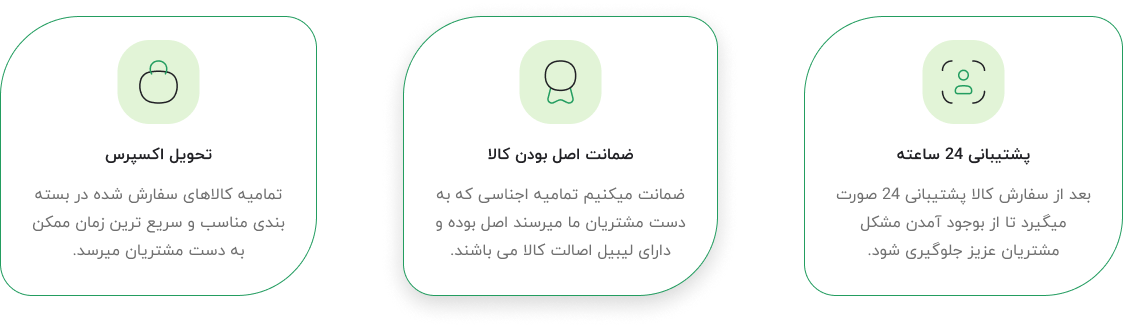 پشتیبانی 24 ساعته
بعد از سفارش کالا پشتیبانی 24 صورت
میگیرد تا از بوجود آمدن مشکل
مشتریان عزیز جلوگیری شود.
ضمانت اصل بودن کالا
ضمانت میکنیم تمامیه اجناسی که به
دست مشتریان ما میرسند اصل بوده و
دارای لیبیل اصالت کالا می باشند.
تحویل اکسپرس
تمامیه کالاهای سفارش شده در بسته
بندی مناسب و سریع ترین زمان ممکن
به دست مشتریان میرسد.